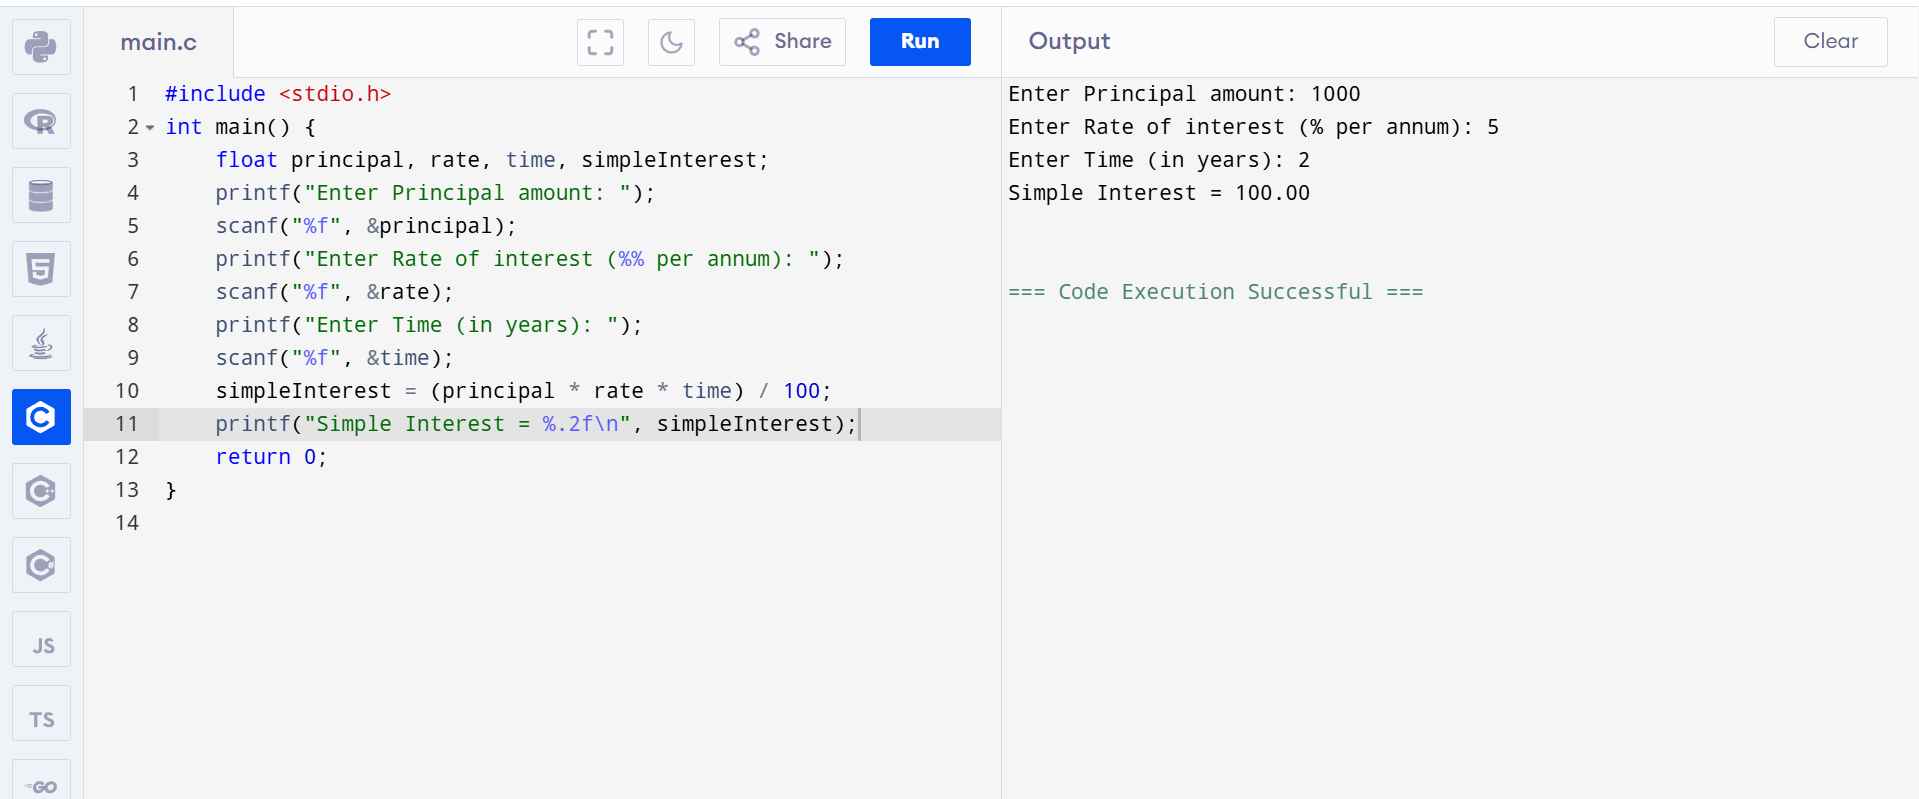 main.c
Share
Run
Output
Clear
1 #include <stdio.h>
2 int main() {
3     float principal, rate, time, simpleInterest;
4     printf("Enter Principal amount: ");
5     scanf("%f", &principal);
6     printf("Enter Rate of interest (%% per annum): ");
7     scanf("%f", &rate);
8     printf("Enter Time (in years): ");
9     scanf("%f", &time);
10     simpleInterest = (principal * rate * time) / 100;
11     printf("Simple Interest = %.2f\n", simpleInterest);
12     return 0;
13 }
14
Enter Principal amount: 1000
Enter Rate of interest (% per annum): 5
Enter Time (in years): 2
Simple Interest = 100.00
=== Code Execution Successful ===
R
5
C
C
C#
JS
TS
GO